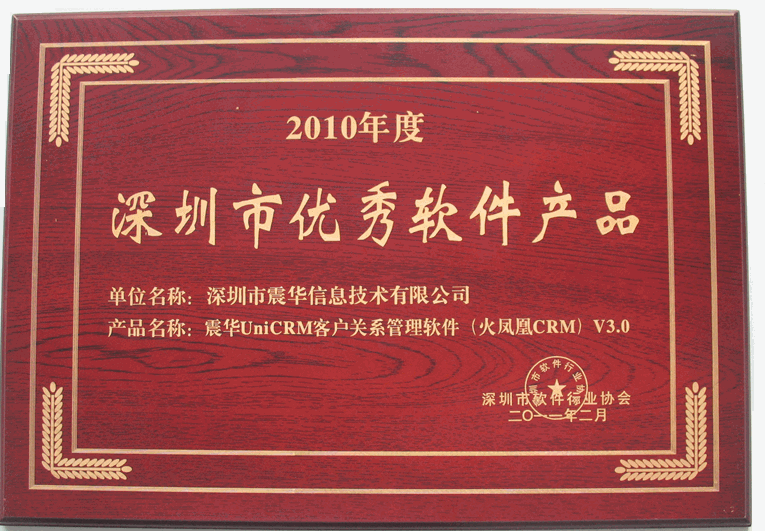 2010年度
深圳市优秀软件产品
单位名称：深圳市震华信息技术有限公司
产品名称：震华UniCRM客户关系管理软件（火凤凰CRM）V3.0
深圳市软件行业协会
二〇一一年二月